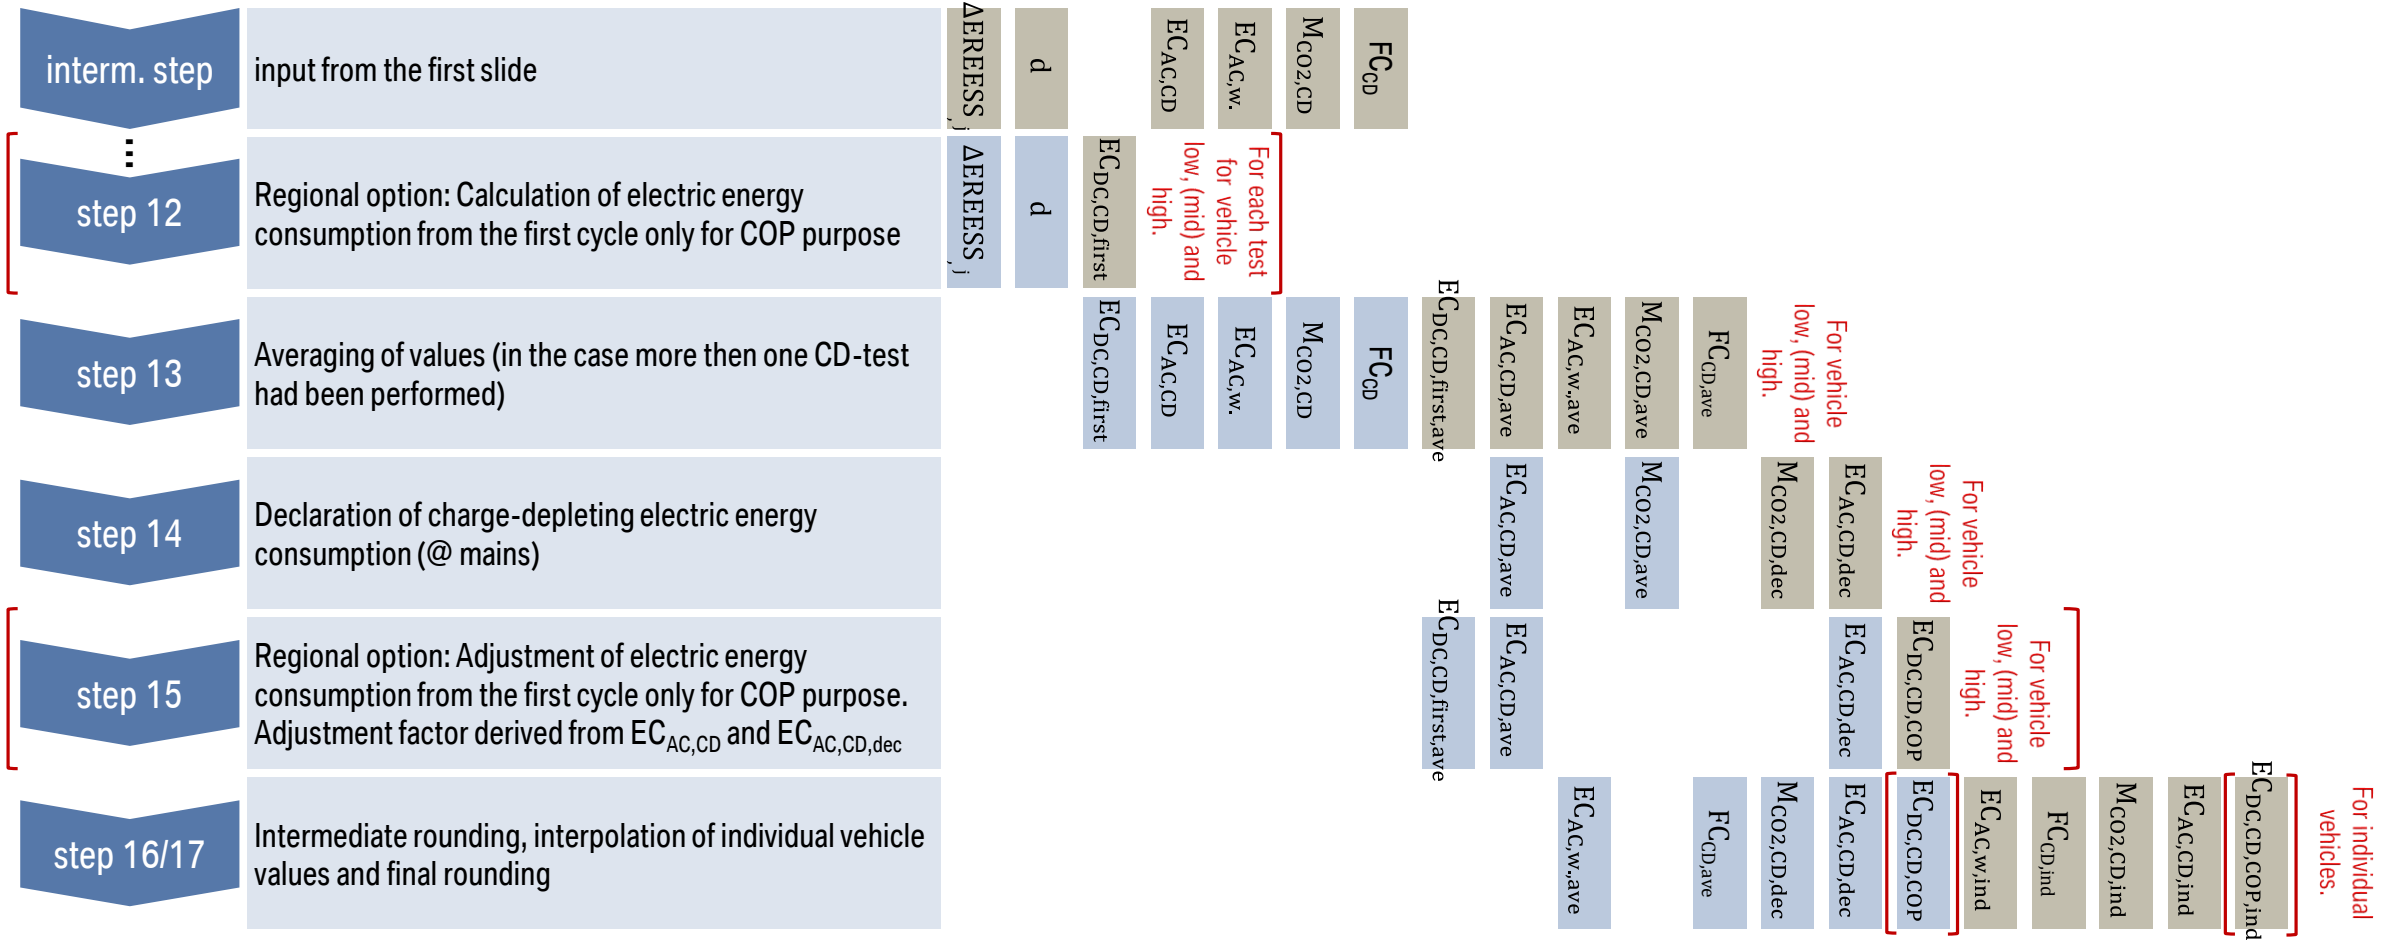 interm. step
input from the first slide
ΔEREESS,j
d
EC_AC,CD
EC_AC,w.
M_CO2,CD
FC_CD
...
step 12
Regional option: Calculation of electric energy
consumption from the first cycle only for COP purpose
ΔEREESS,j
d
EC_DC,CD,first
For each test
for vehicle
low, (mid) and
high.
step 13
Averaging of values (in the case more then one CD-test
had been performed)
EC_DC,CD,first
EC_AC,CD
EC_AC,w.
M_CO2,CD
FC_CD
EC_DC,CD,first,ave
EC_AC,CD,ave
EC_AC,w.,ave
M_CO2,CD,ave
FC_CD,ave
For vehicle
low, (mid) and
high.
step 14
Declaration of charge-depleting electric energy
consumption (@ mains)
EC_AC,CD,ave
M_CO2,CD,ave
M_CO2,CD,dec
EC_AC,CD,dec
For vehicle
low, (mid) and
high.
step 15
Regional option: Adjustment of electric energy
consumption from the first cycle only for COP purpose.
Adjustment factor derived from EC_AC,CD and EC_AC,CD,dec
EC_DC,CD,first,ave
EC_AC,CD,ave
EC_AC,CD,dec
EC_DC,CD,COP
For vehicle
low, (mid) and
high.
step 16/17
Intermediate rounding, interpolation of individual vehicle
values and final rounding
EC_AC,w.,ave
FC_CD,ave
M_CO2,CD,dec
EC_AC,CD,dec
EC_DC,CD,COP
EC_AC,w,ind
FC_CD,ind
M_CO2,CD,ind
EC_AC,CD,ind
EC_DC,CD,COP,ind
For individual
vehicles.